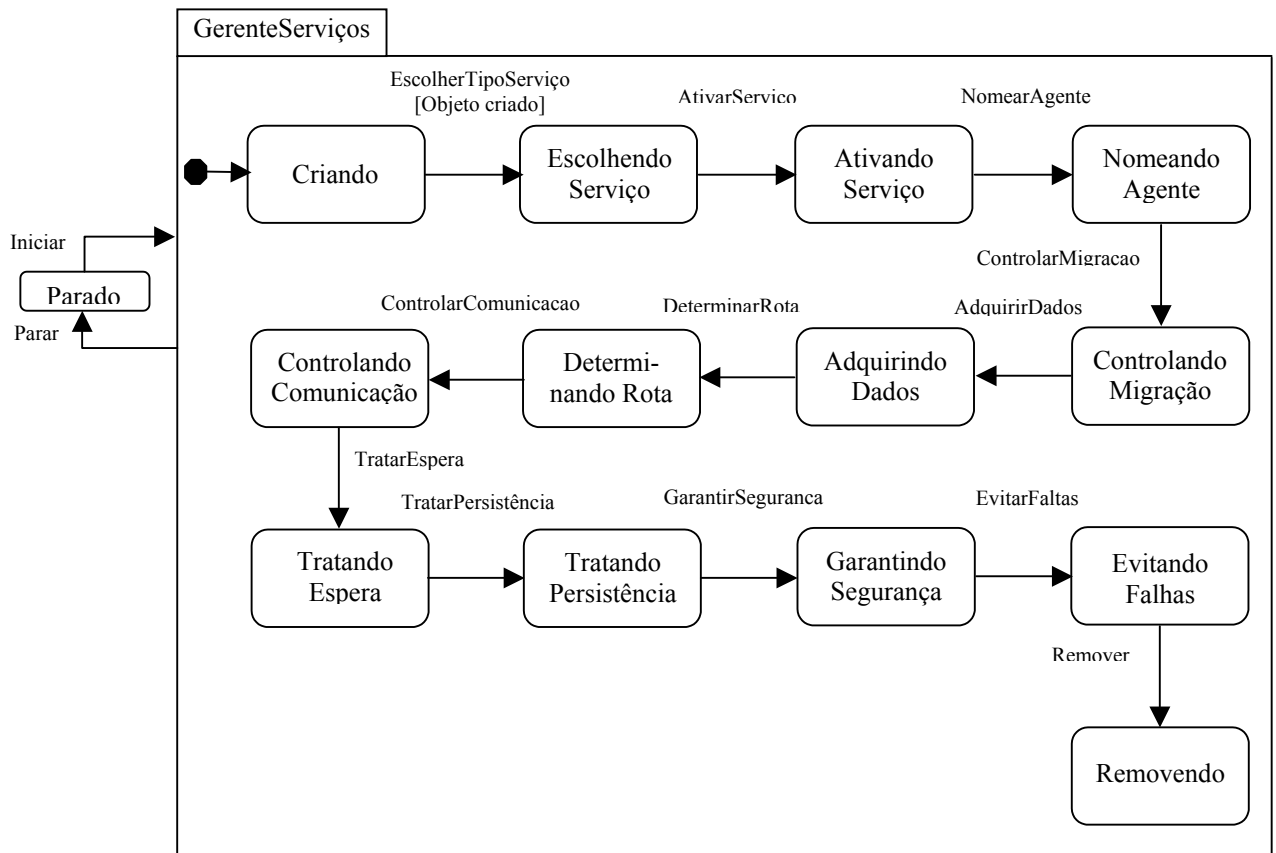 GerenteServiços
EscolherTipoServiço
[Objeto criado]
AtivarServico
NomearAgente
Criando
Escolhendo
Serviço
Ativando
Serviço
Nomeando
Agente
Iniciar
Parado
Parar
ControlarMigracao
ControlarComunicacao
DeterminarRota
AdquirirDados
Controlando
Comunicação
Determi-
nando Rota
Adquirindo
Dados
Controlando
Migração
TratarEspera
TratarPersistência
GarantirSeguranca
EvitarFaltas
Tratando
Espera
Tratando
Persistência
Garantindo
Segurança
Evitando
Falhas
Remover
Removendo